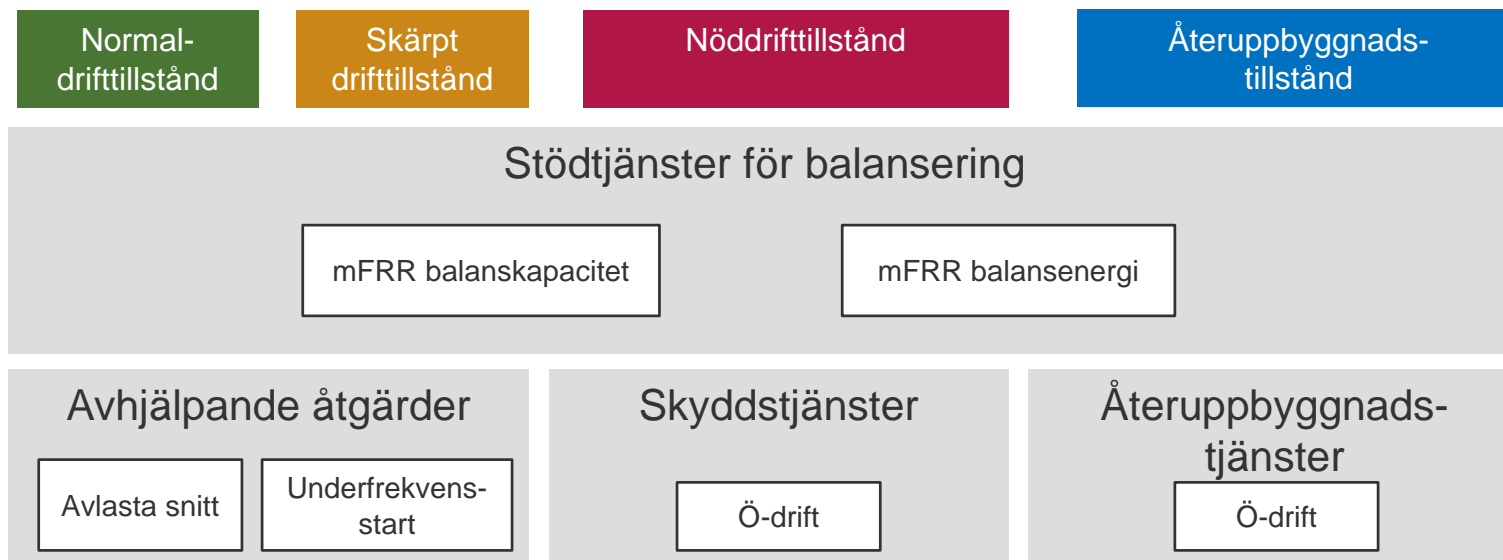 Normal-
drifttillstånd
Skärpt
drifttillstånd
Nöddrifttillstånd
Återuppbyggnads-
tillstånd
Stödtjänster för balansering
mFRR balanskapacitet
mFRR balansenergi
Avhjälpande åtgärder
Avlasta snitt
Underfrekvens-
start
Skyddstjänster
Ö-drift
Återuppbyggnads-
tjänster
Ö-drift